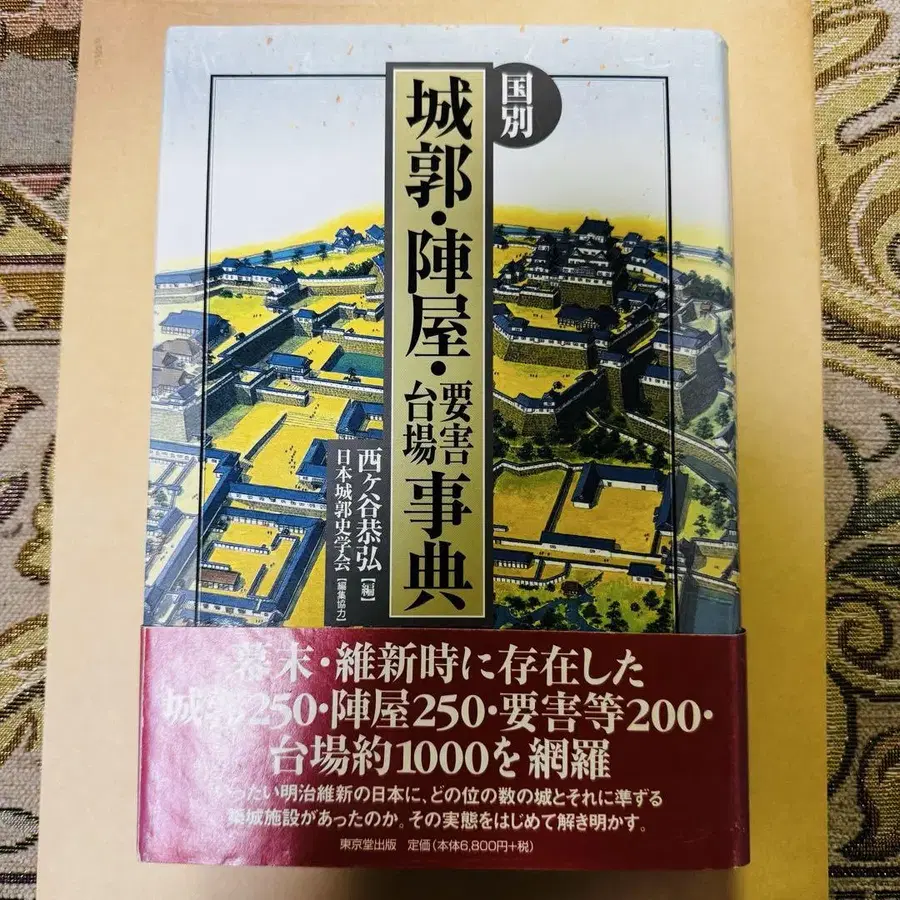 国別
城郭・陣屋・要害台場事典
西ヶ谷恭弘【編】
日本城郭史学会【編集協力】
幕末・維新時に存在した
城郭250・陣屋250・要害等200・
台場約1000を網羅
いったい明治維新の日本に、どの位の数の城とそれに準ずる
築城施設があったのか。その実態をはじめて解き明かす。
東京堂出版 定価（本体6,800円+税）